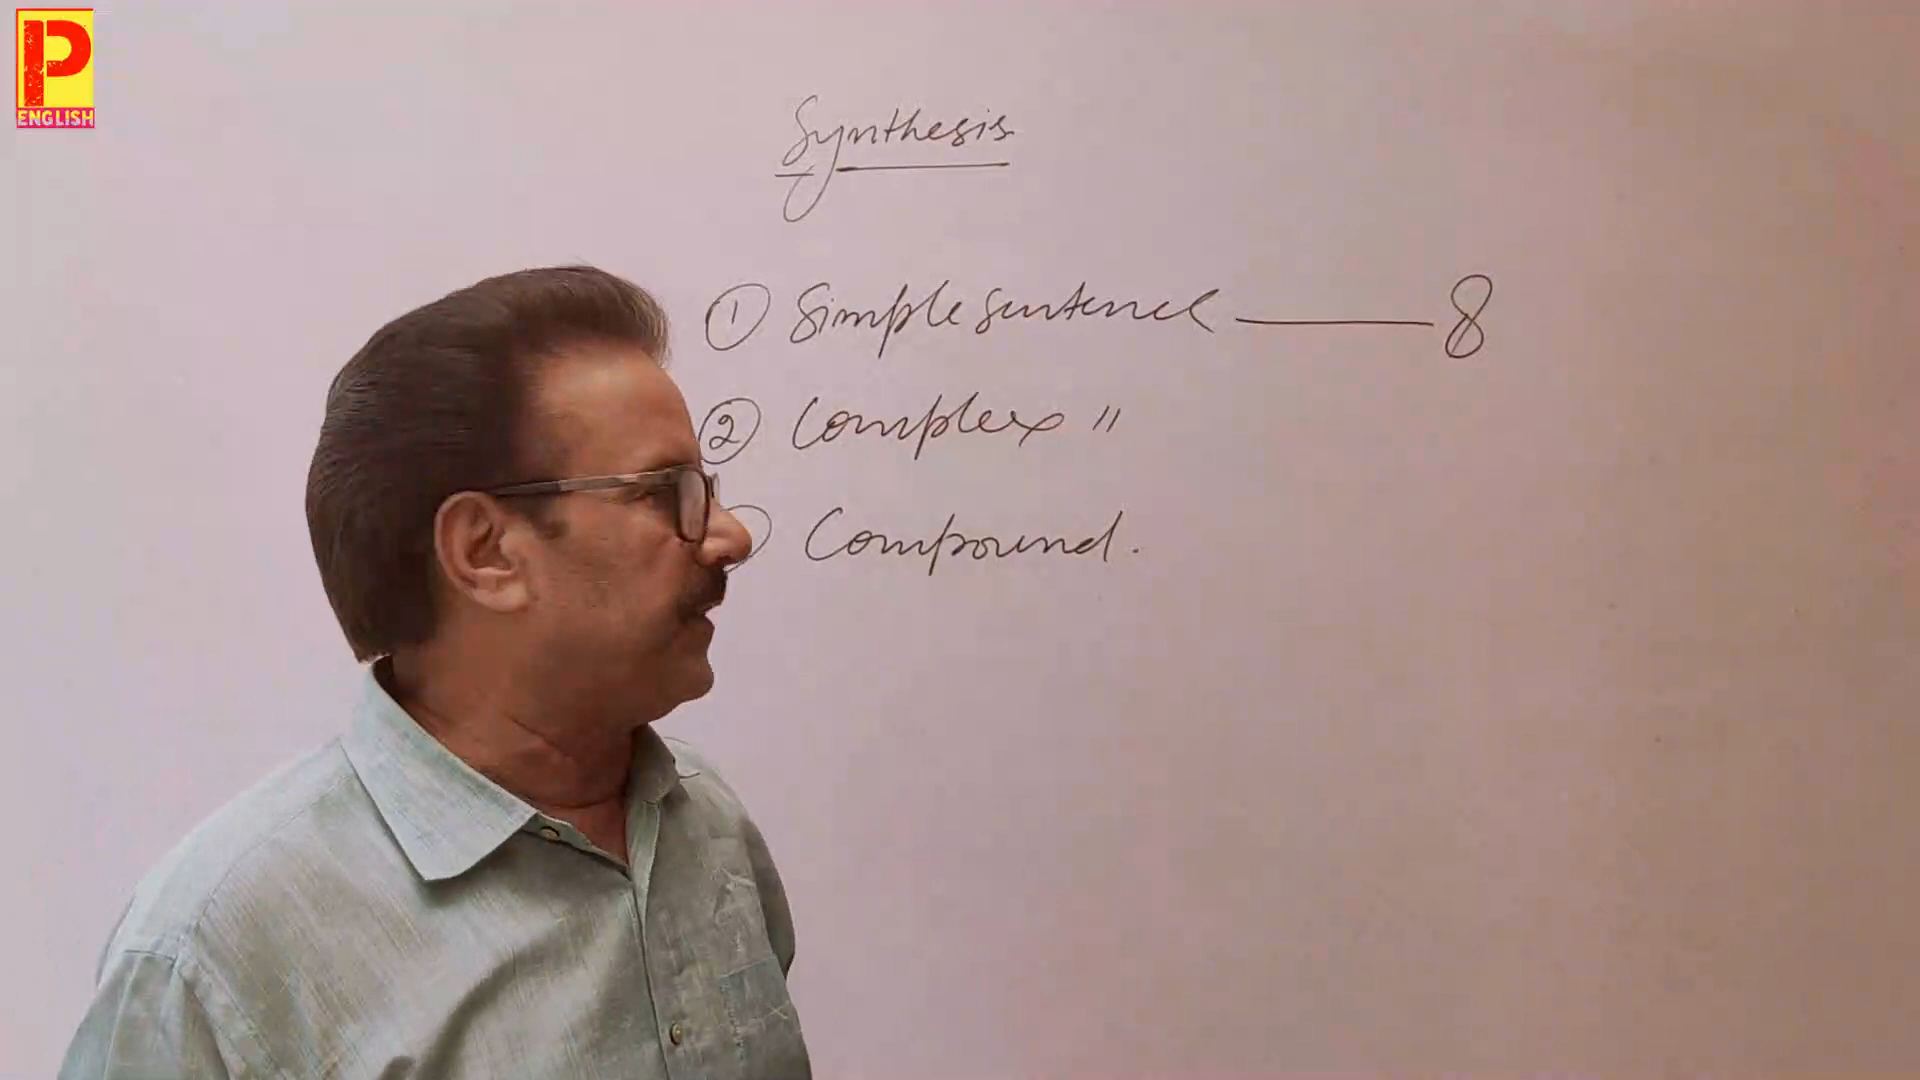 P
ENGLISH
Synthesis
① Simple sentence — 8
② Complex "
Compound.